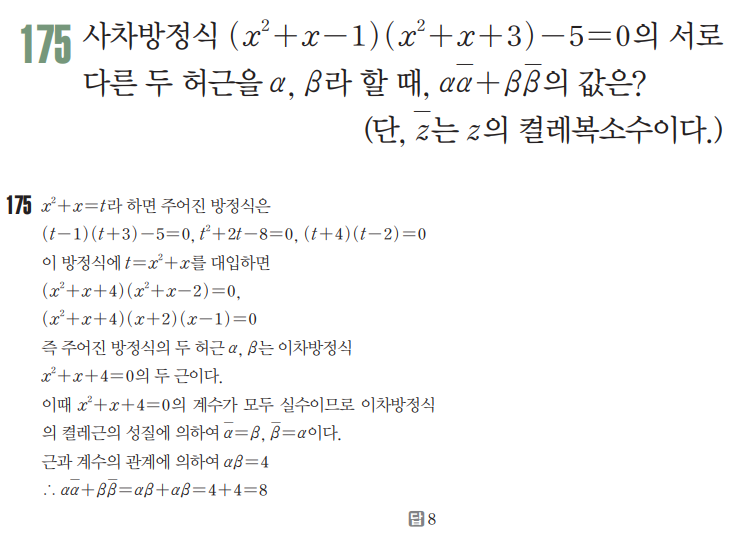 175 사차방정식 (x²+x−1)(x²+x+3)−5=0의 서로
다른 두 허근을 α, β라 할 때, αα̅+ββ̅의 값은?
(단, z̅는 z의 켤레복소수이다.)
175 x²+x=t라 하면 주어진 방정식은
(t−1)(t+3)−5=0, t²+2t−8=0, (t+4)(t−2)=0
이 방정식에 t=x²+x를 대입하면
(x²+x+4)(x²+x−2)=0,
(x²+x+4)(x+2)(x−1)=0
즉 주어진 방정식의 두 허근 α, β는 이차방정식
x²+x+4=0의 두 근이다.
이때 x²+x+4=0의 계수가 모두 실수이므로 이차방정식
의 켤레근의 성질에 의하여 α̅=β, β̅=α이다.
근과 계수의 관계에 의하여 αβ=4
∴ αα̅+ββ̅=αβ+αβ=4+4=8
답 8